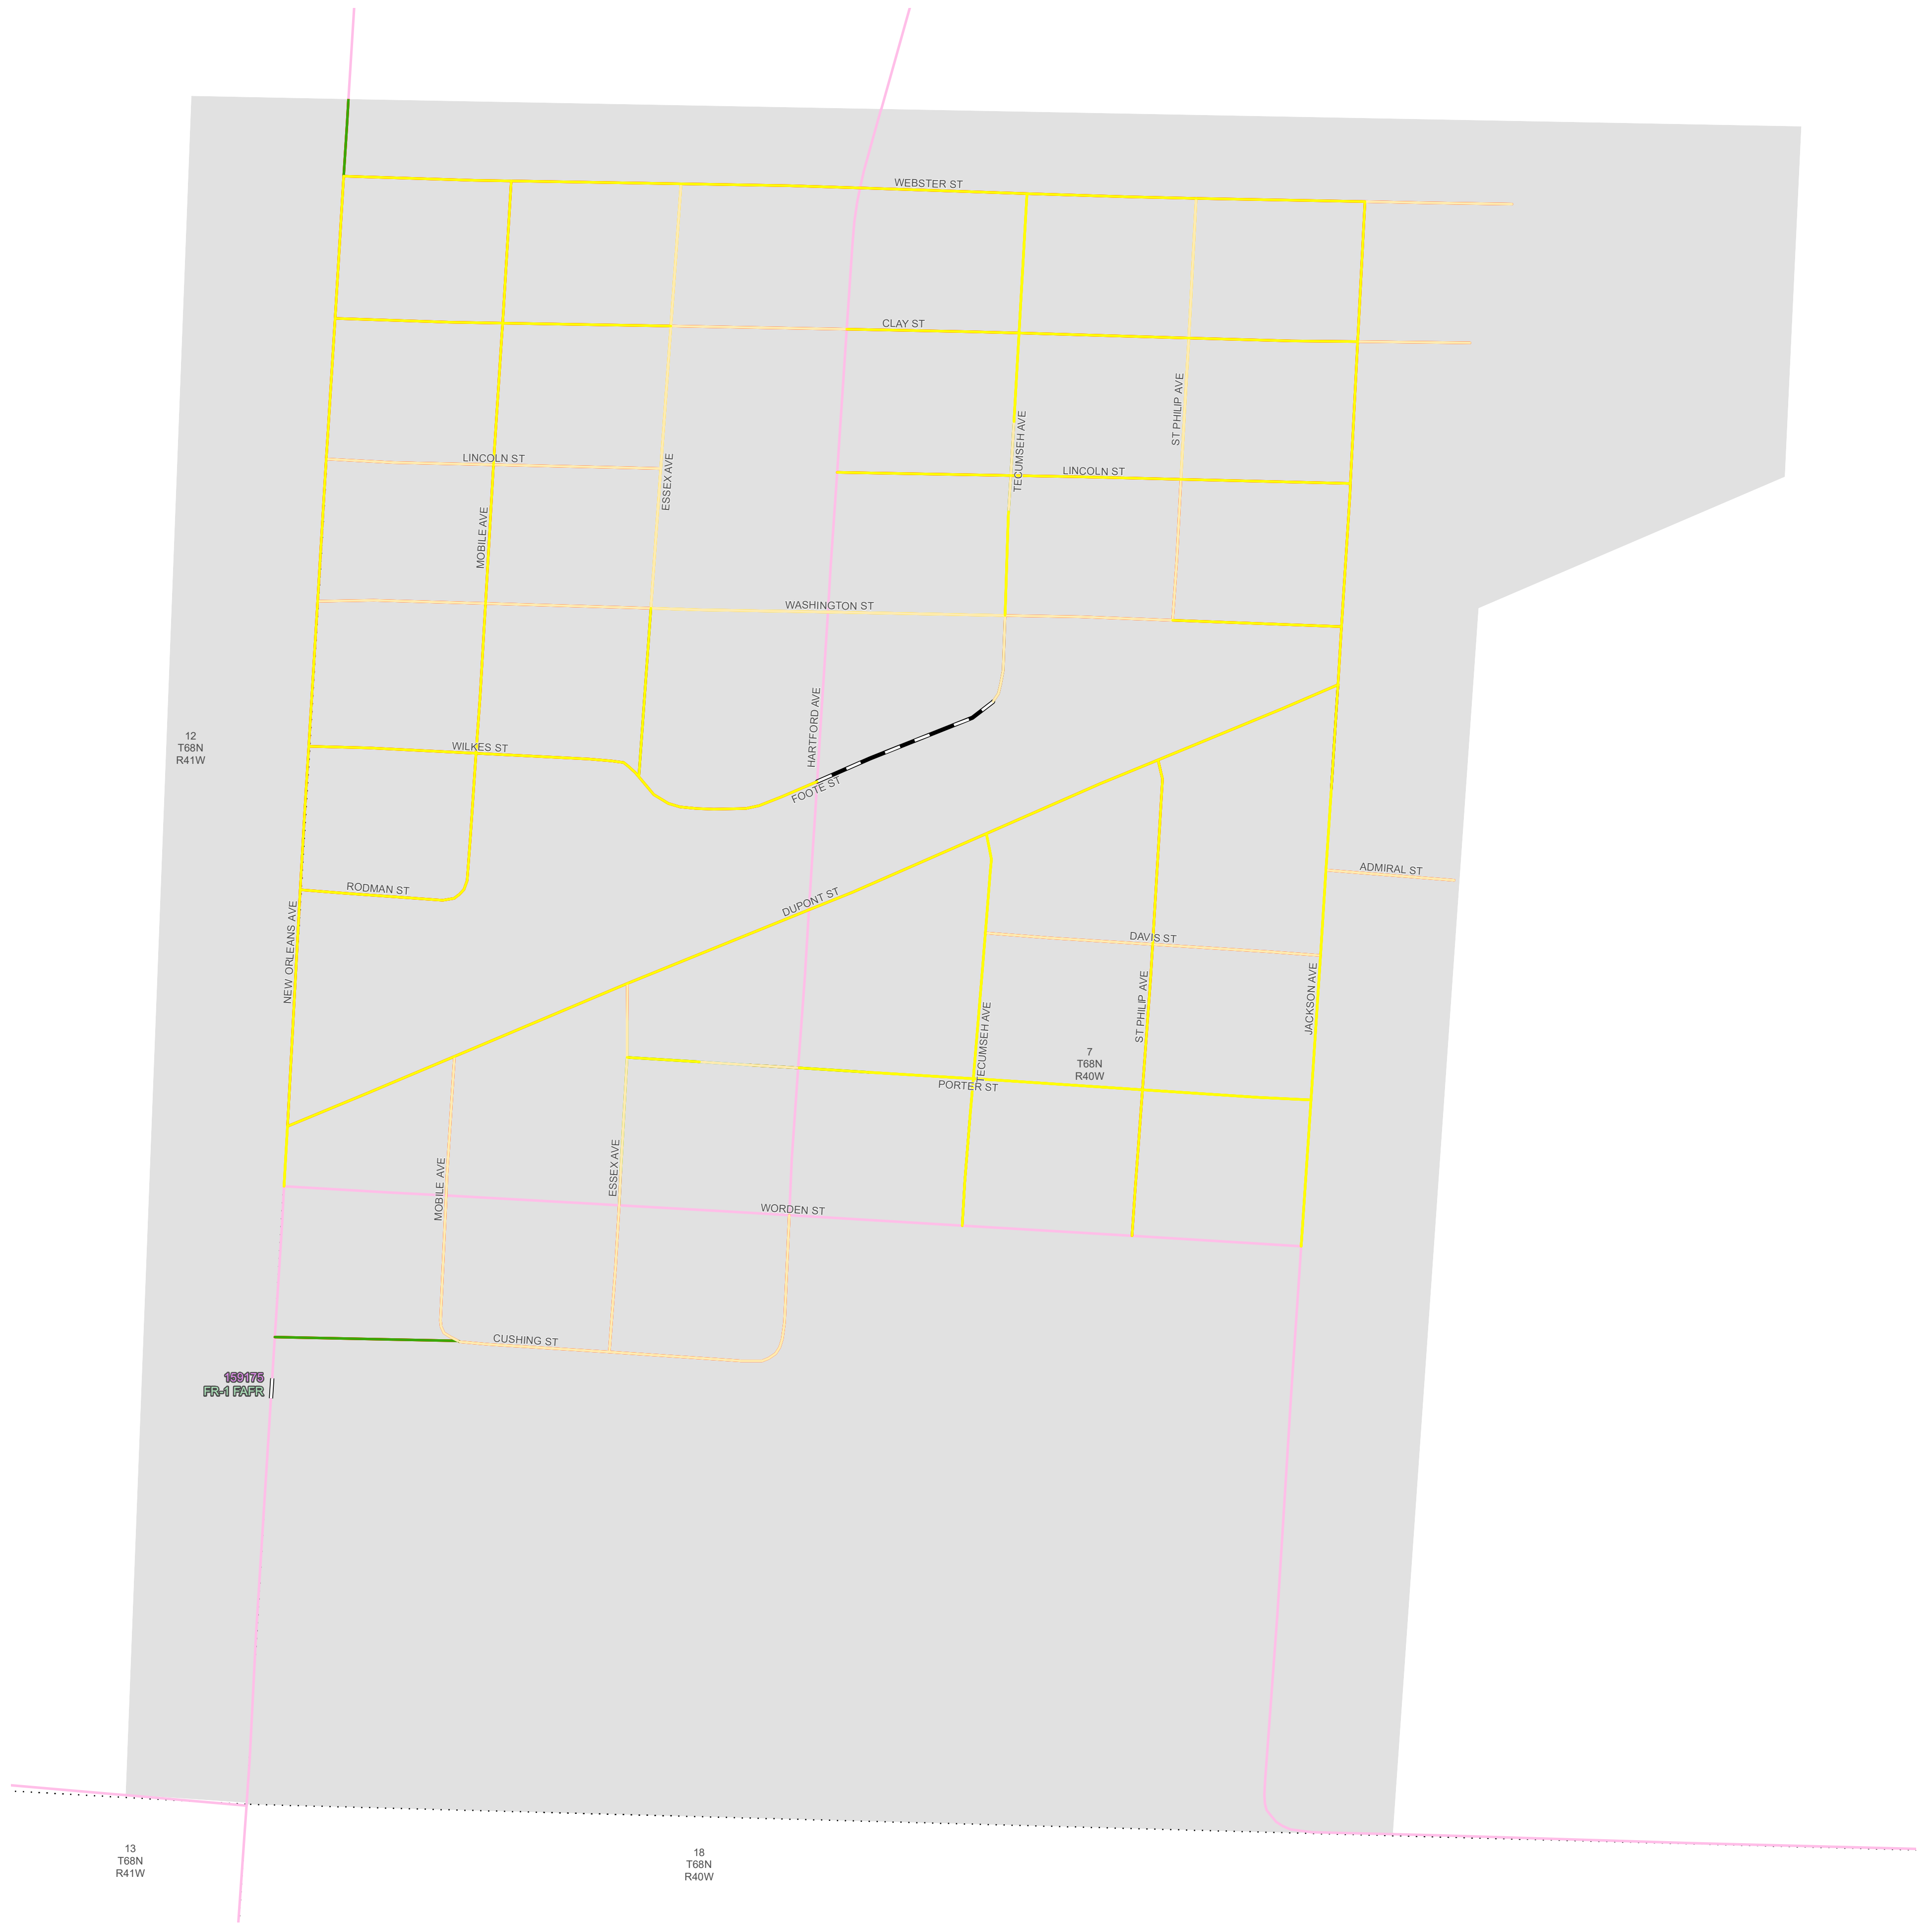 WEBSTER ST
CLAY ST
ST PHILIP AVE
TECUMSEH AVE
LINCOLN ST
ESSEX AVE
LINCOLN ST
MOBILE AVE
WASHINGTON ST
HARTFORD AVE
12
T68N
R41W
WILKES ST
FOOTE ST
ADMIRAL ST
RODMAN ST
DUPONT ST
NEW ORLEANS AVE
DAVIS ST
JACKSON AVE
ST PHILIP AVE
TECUMSEH AVE
7
T68N
R40W
PORTER ST
ESSEX AVE
MOBILE AVE
WORDEN ST
CUSHING ST
159175
FR-1 FAFR
13
T68N
R41W
18
T68N
R40W